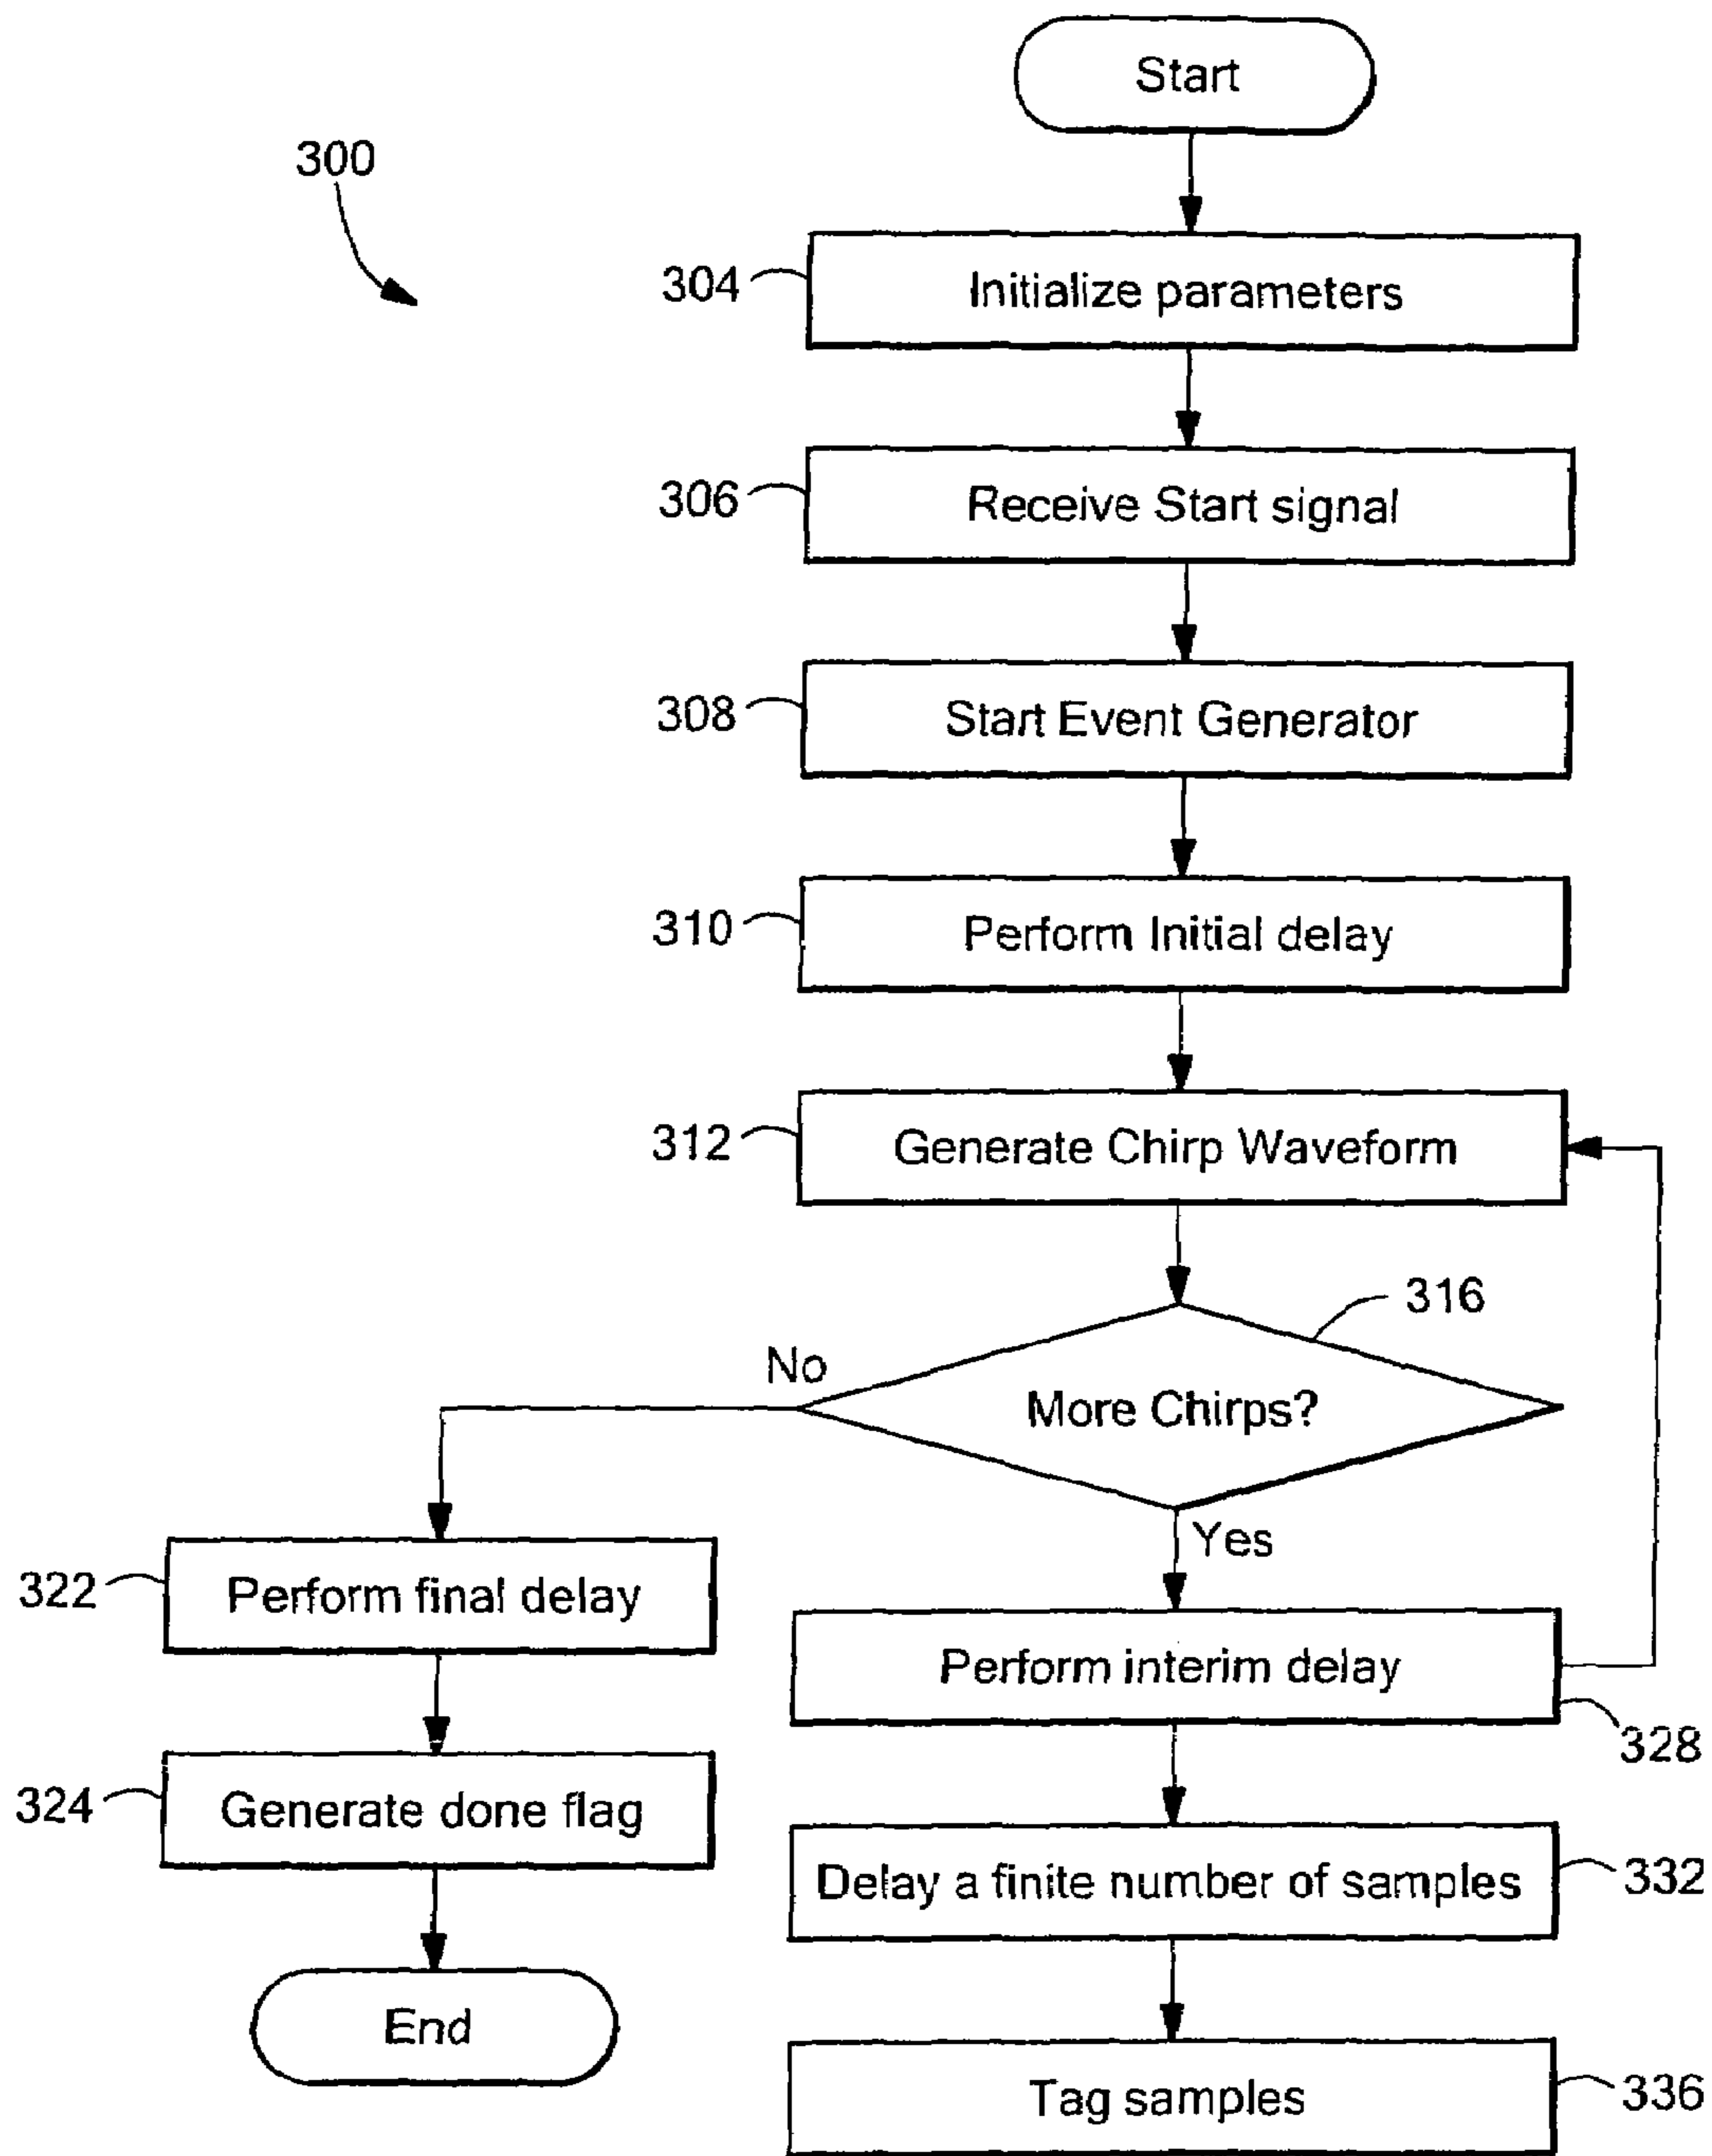 Start
300
304
Initialize parameters
306
Receive Start signal
308
Start Event Generator
310
Perform Initial delay
312
Generate Chirp Waveform
316
No
More Chirps?
Yes
322
Perform final delay
Perform interim delay
328
324
Generate done flag
Delay a finite number of samples
332
End
Tag samples
336